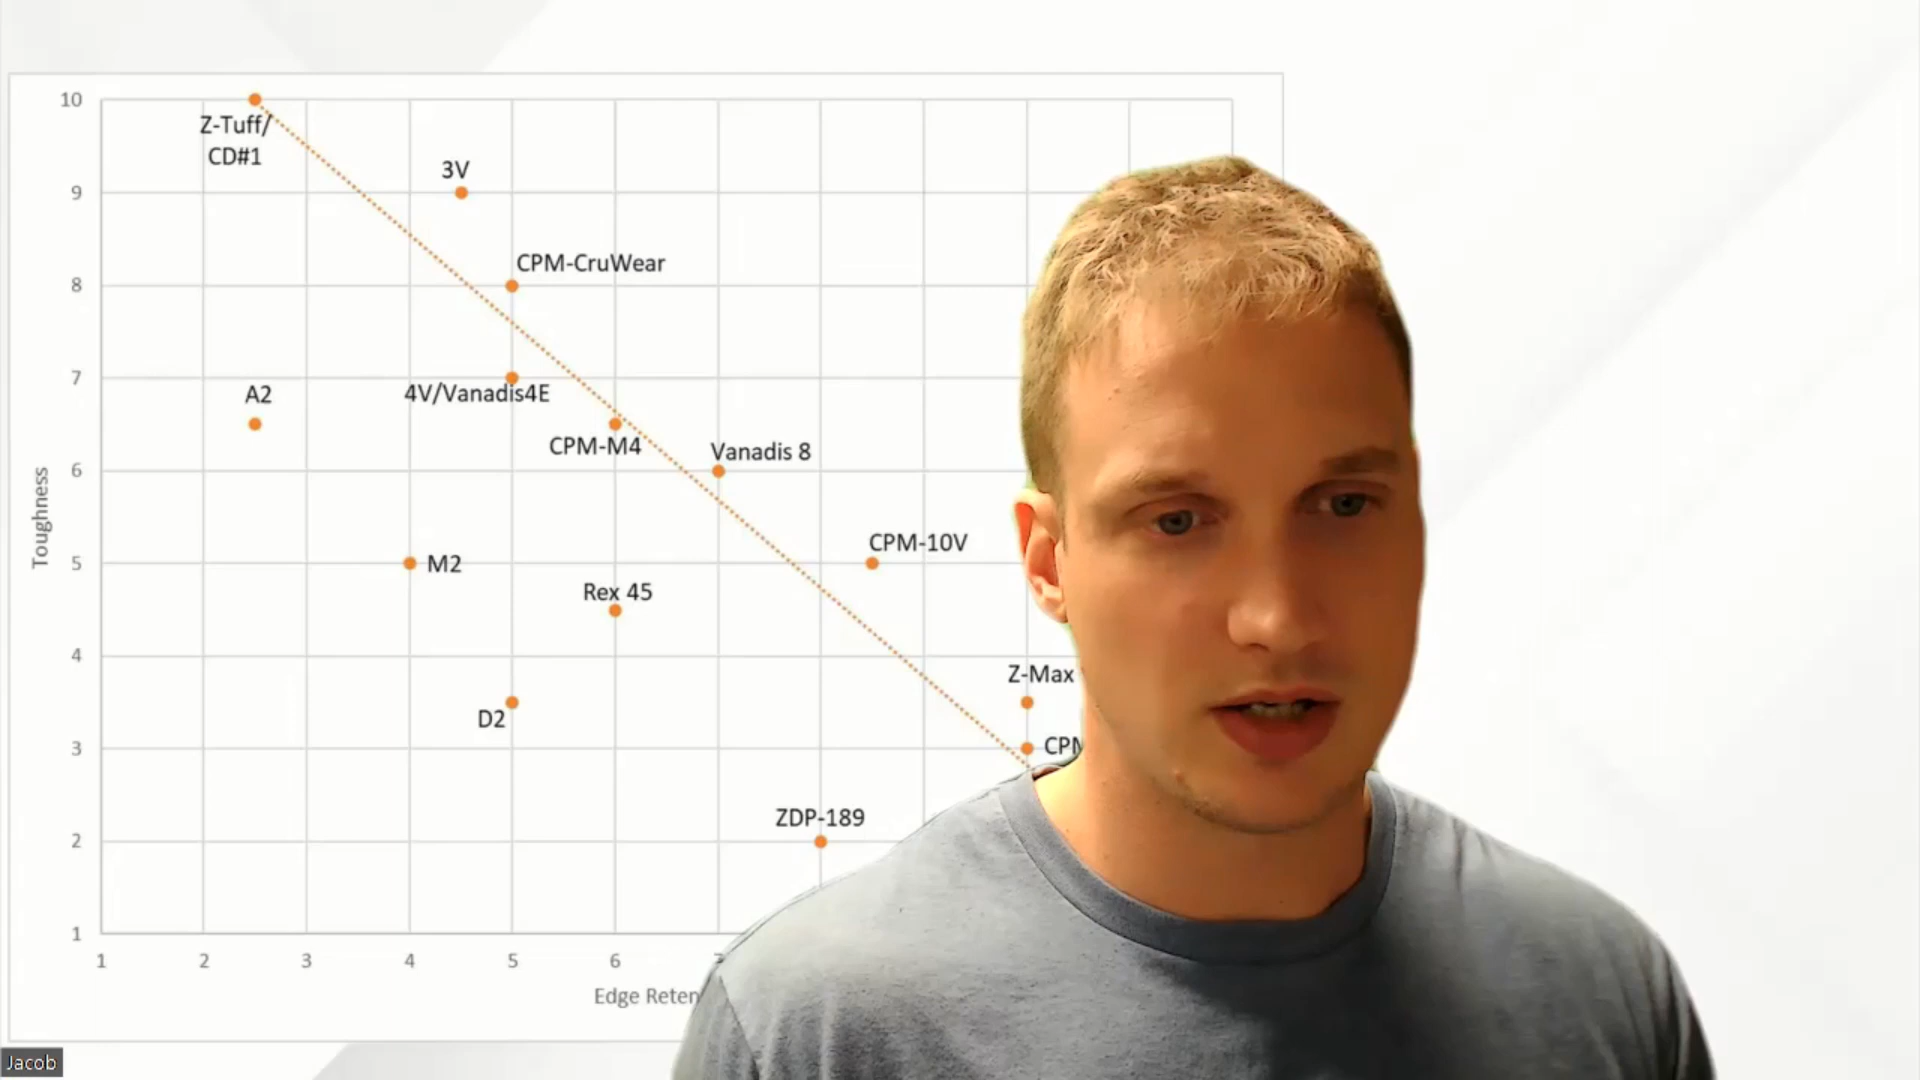 10
Z-Tuff/
CD#1
3V
9
CPM-CruWear
8
7
A2
4V/Vanadis4E
CPM-M4
Vanadis 8
6
Toughness
CPM-10V
5
M2
Rex 45
4
Z-Max
D2
3
ZDP-189
2
1
1 2 3 4 5 6
Edge
Jacob